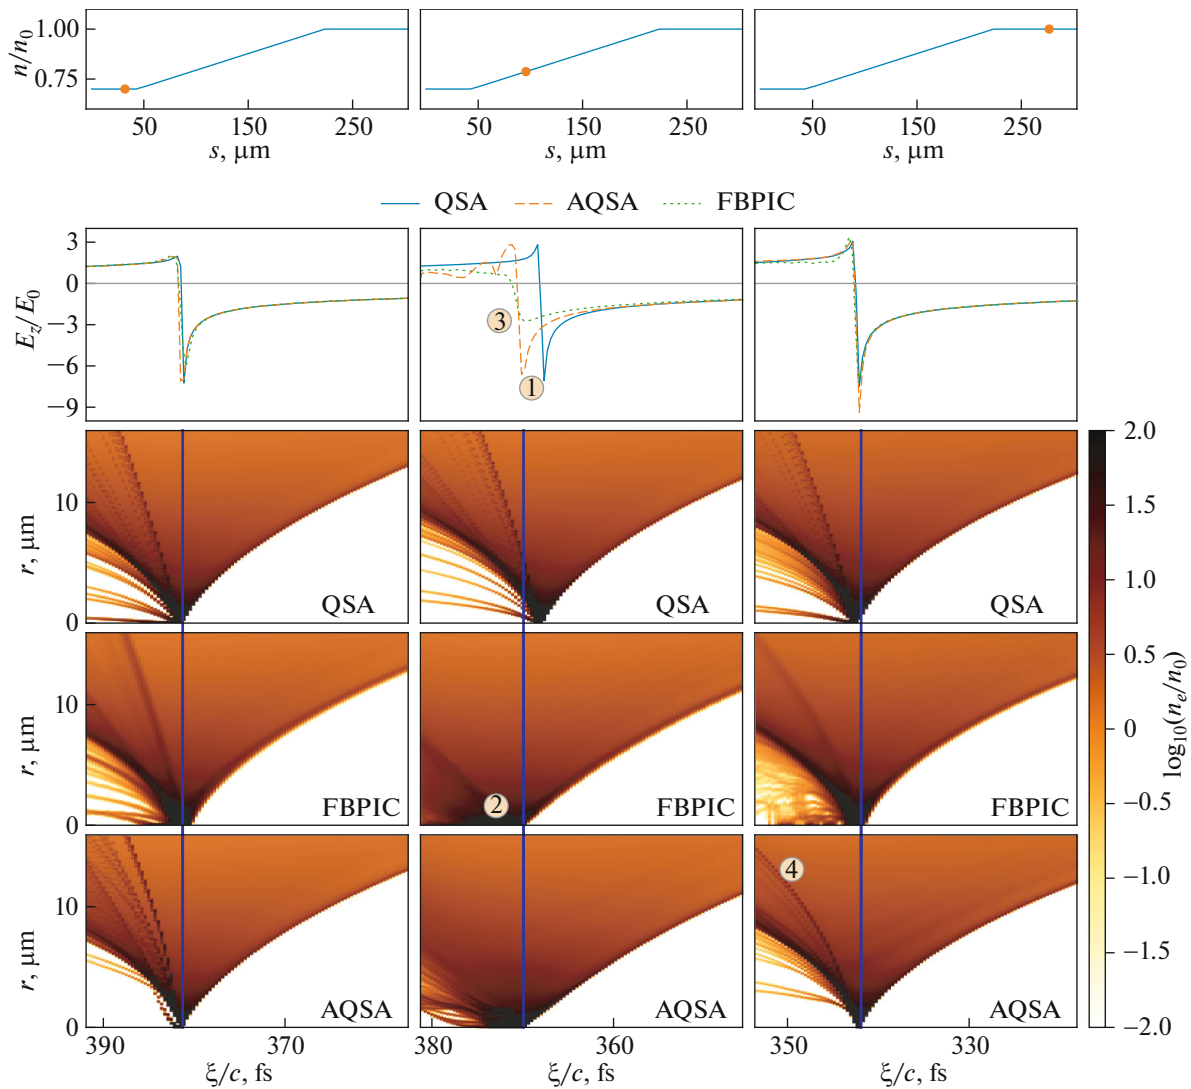 n/n0
1.00
0.75
50 150 250 50 150 250 50 150 250
s, μm s, μm s, μm
QSA AQSA FBPIC
Ez/E0
3
0
−3
−6
−9
3
1
r, μm
10
0
QSA QSA QSA
r, μm
10
0
2
FBPIC FBPIC FBPIC
r, μm
10
0
4
AQSA AQSA AQSA
390 370 380 360 350 330
ξ/c, fs ξ/c, fs ξ/c, fs
2.0
1.5
1.0
0.5
0
−0.5
−1.0
−1.5
−2.0
log10(ne/n0)